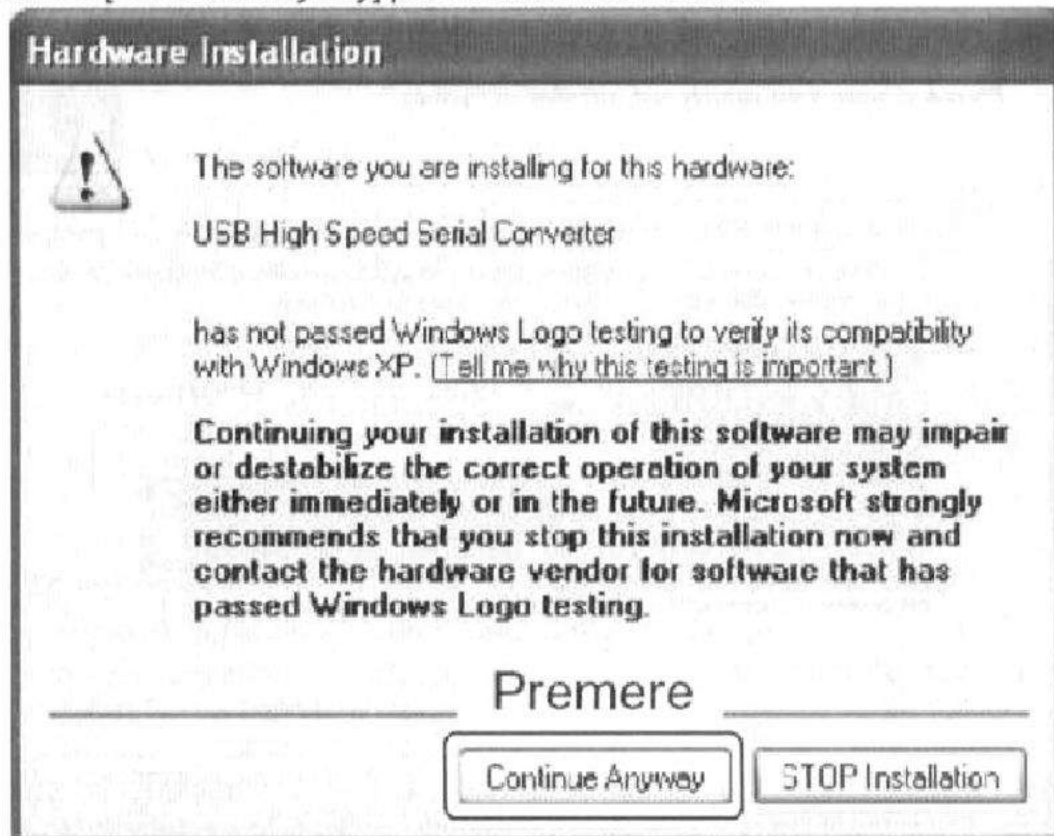 Hardware Installation
The software you are installing for this hardware:
USB High Speed Serial Converter
has not passed Windows Logo testing to verify its compatibility
with Windows XP. (Tell me why this testing is important.)
Continuing your installation of this software may impair
or destabilize the correct operation of your system
either immediately or in the future. Microsoft strongly
recommends that you stop this installation now and
contact the hardware vendor for software that has
passed Windows Logo testing.
Premere
Continue Anyway STOP Installation